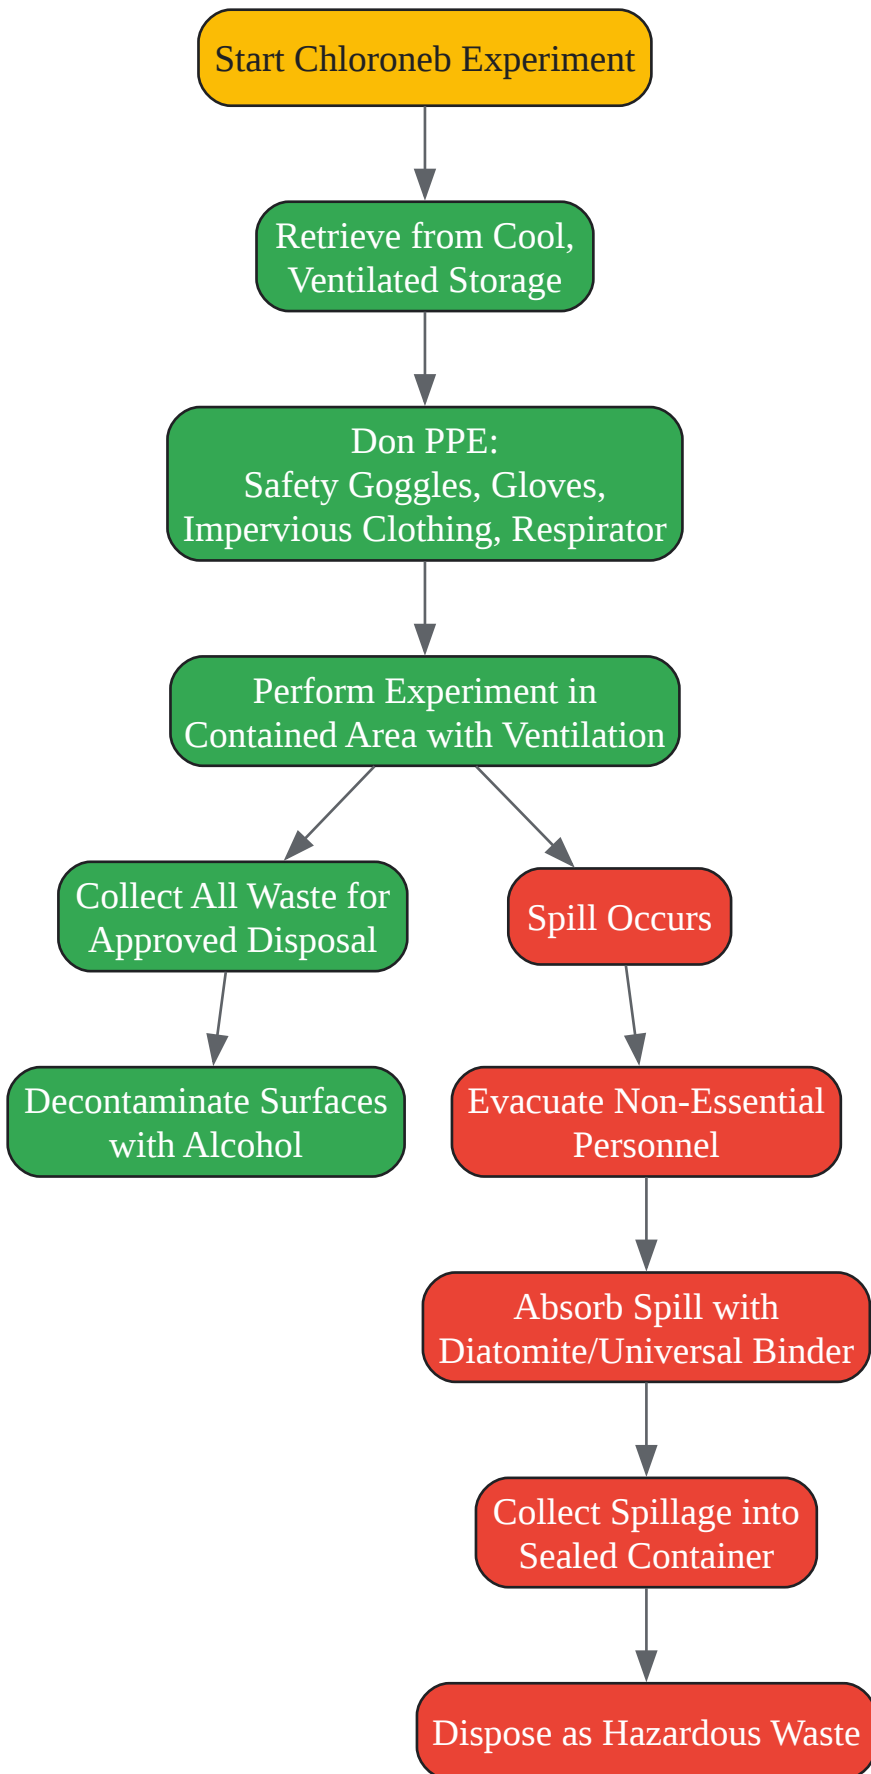 Start Chloroneb Experiment
Retrieve from Cool,
Ventilated Storage
Don PPE:
Safety Goggles, Gloves,
Impervious Clothing, Respirator
Perform Experiment in
Contained Area with Ventilation
Collect All Waste for
Approved Disposal
Spill Occurs
Decontaminate Surfaces
with Alcohol
Evacuate Non-Essential
Personnel
Absorb Spill with
Diatomite/Universal Binder
Collect Spillage into
Sealed Container
Dispose as Hazardous Waste